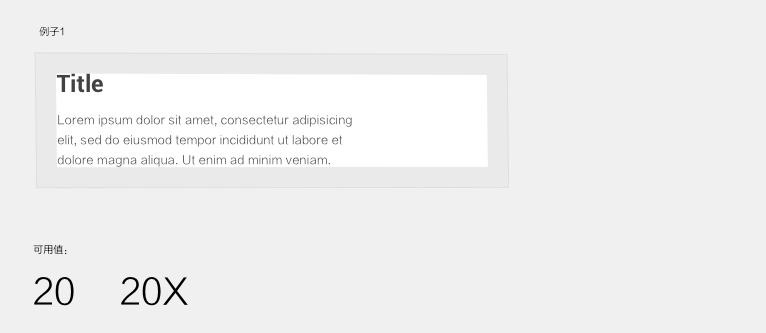 例子1
Title
Lorem ipsum dolor sit amet, consectetur adipisicing
elit, sed do eiusmod tempor incididunt ut labore et
dolore magna aliqua. Ut enim ad minim veniam.
可用值：
20 20X